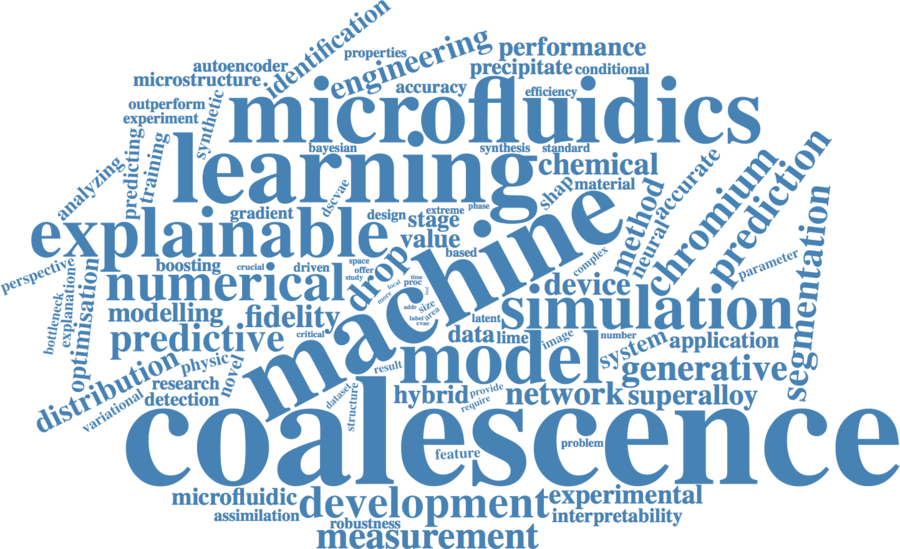 identification
properties
engineering
performance
autoencoder
microstructure
precipitate
conditional
accuracy
efficiency
outperform
experiment
synthetic
microfluidics
bayesian
synthesis
standard
learning
predicting
training
analyzing
chemical
shap
material
neural
accurate
chromium
prediction
method
dscvae
gradient
design
extreme
phase
stage
value
based
explainable
machine
complex
parameter
segmentation
perspective
bottleneck
explanatione
optimisation
boosting
crucial
driven
space
offer
study
drop
more
local
time
proc
addr
size
area
label
cvae
numerical
device
simulation
modelling
fidelity
critical
latent
data
lime
image
number
system
application
predictive
physic
novel
result
model
generative
distribution
variational
research
detection
dataset
structure
hybrid
provide
require
network
superalloy
coalescence
feature
problem
microfluidic
development
experimental
assimilation
robustness
interpretability
measurement